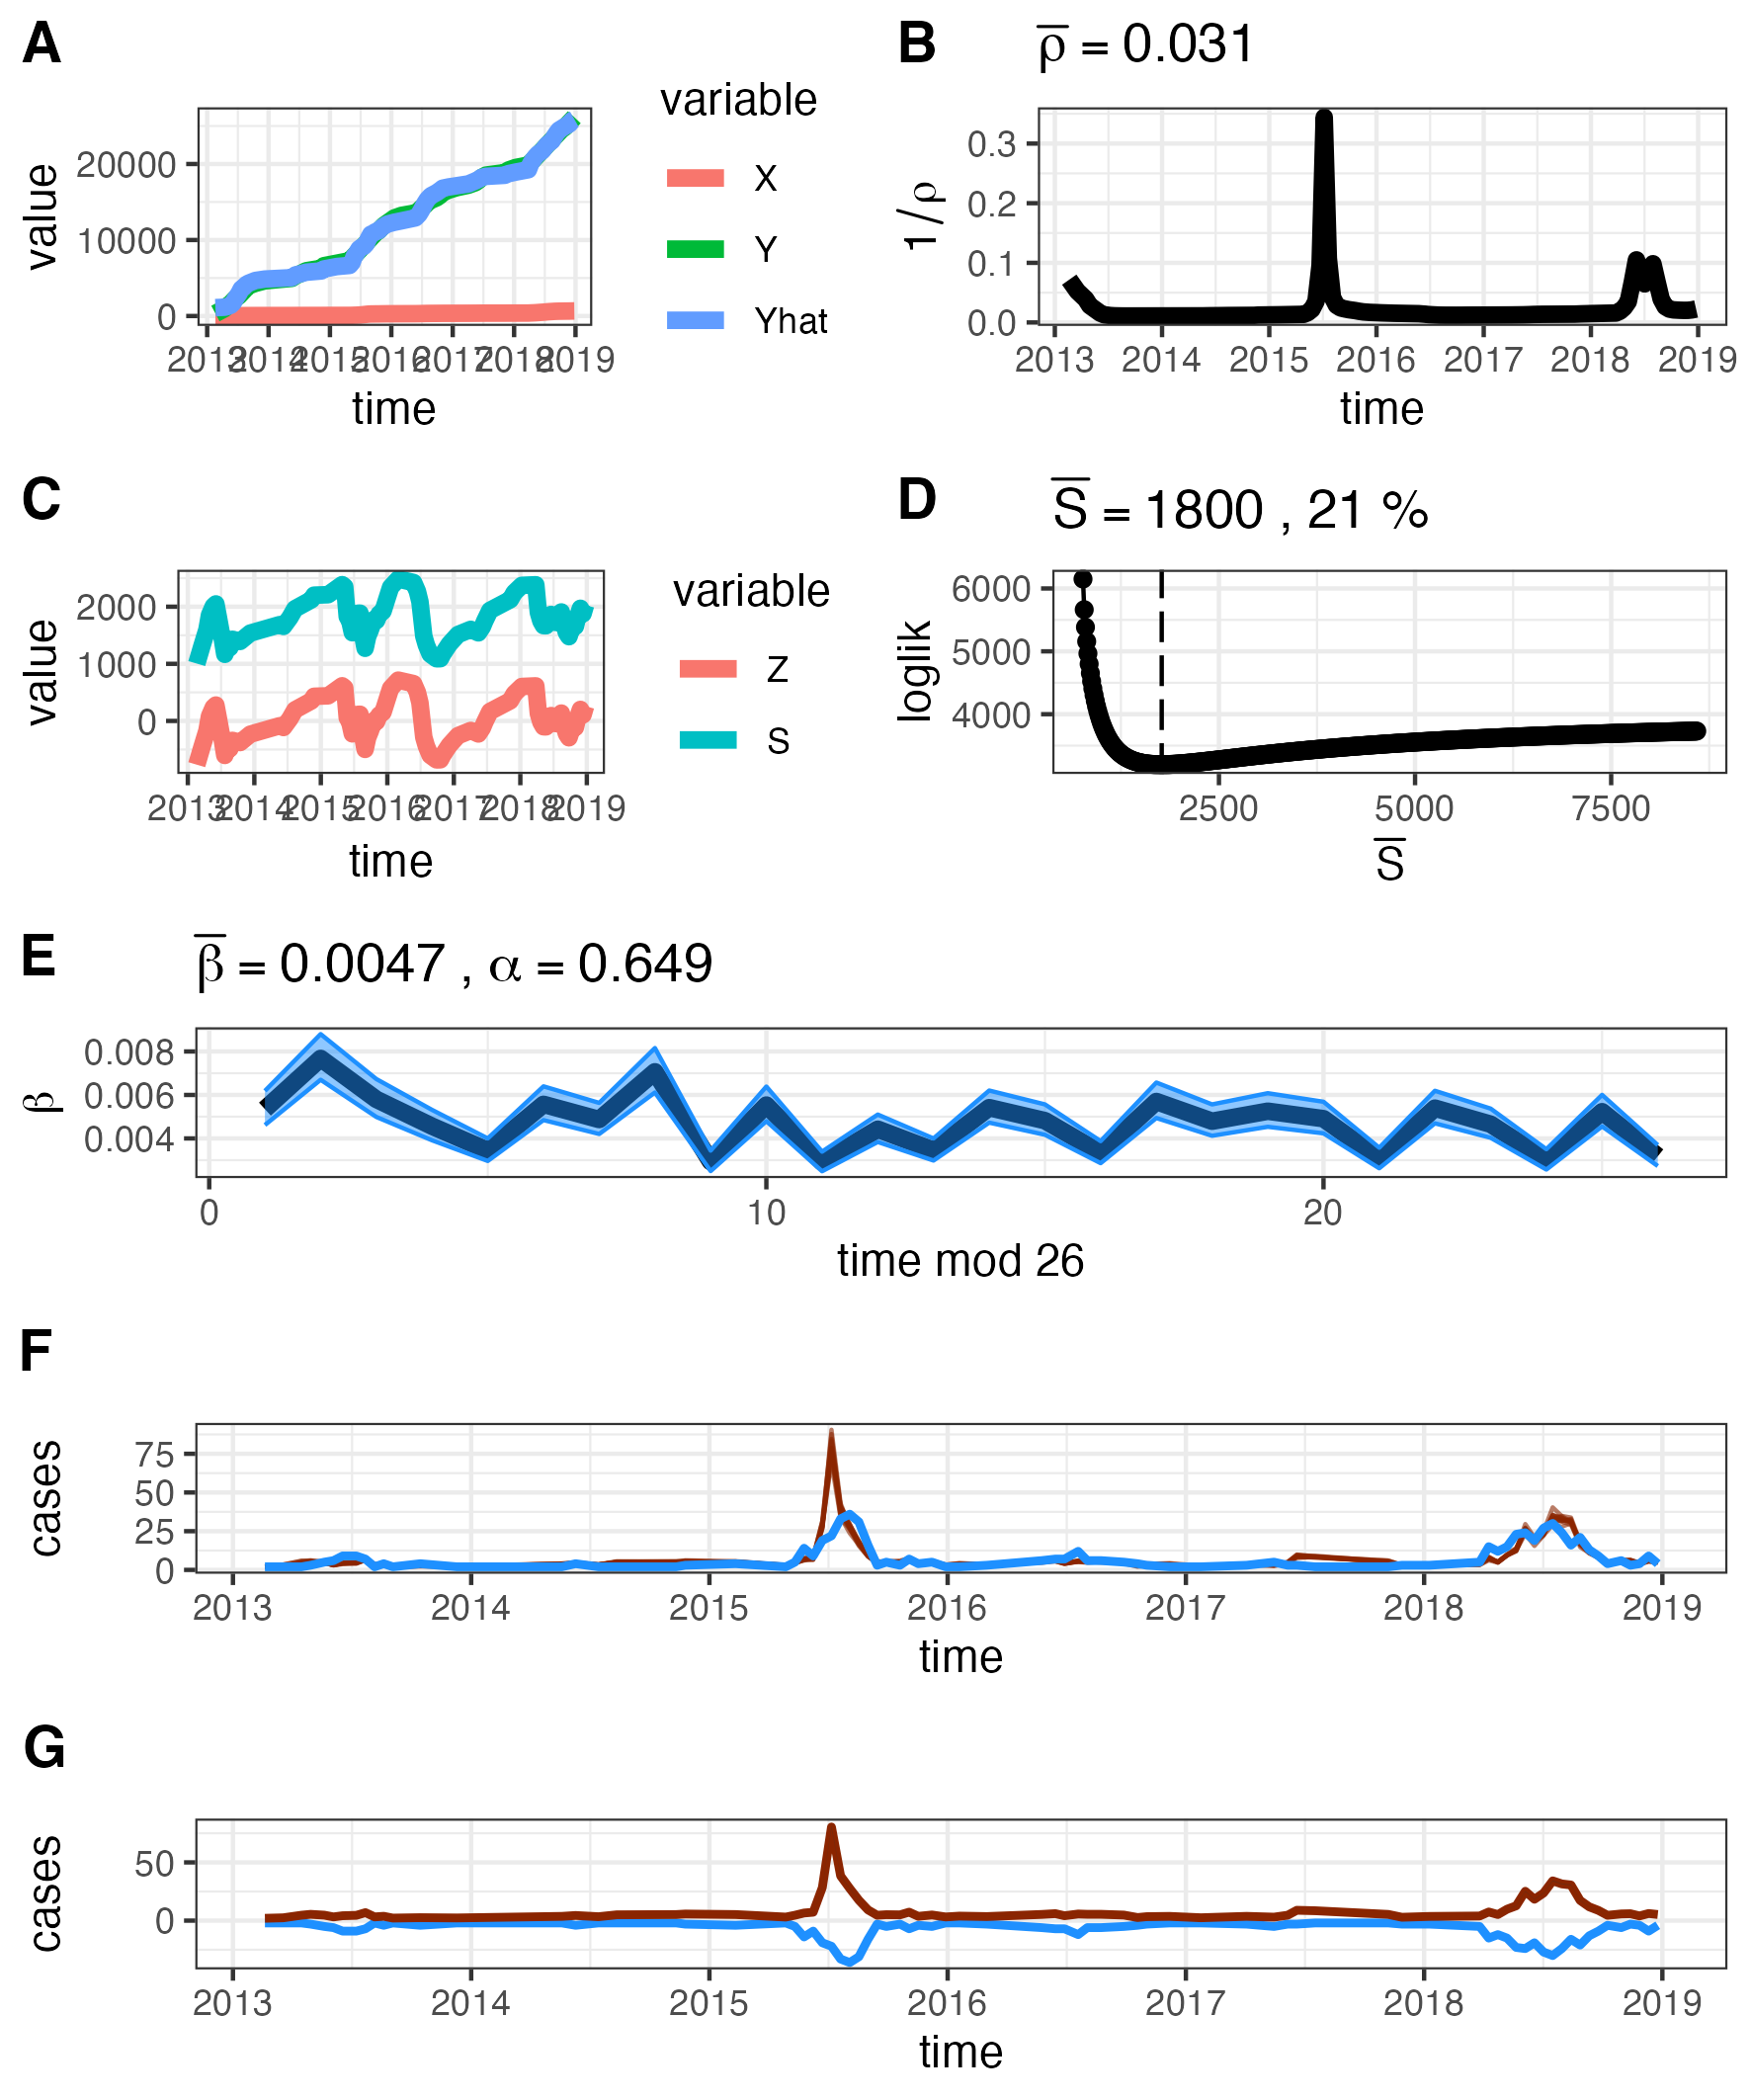 A
value
20000
10000
0
2013 2014 2015 2016 2017 2018 2019
time
variable
X
Y
Yhat
B
ρ̅ = 0.031
1/ρ
0.3
0.2
0.1
0.0
2013 2014 2015 2016 2017 2018 2019
time
C
value
2000
1000
0
2013 2014 2015 2016 2017 2018 2019
time
variable
Z
S
D
S̅ = 1800 , 21 %
loglik
6000
5000
4000
2500 5000 7500
S̅
E
β̅ = 0.0047 , α = 0.649
β
0.008
0.006
0.004
0 10 20
time mod 26
F
cases
75
50
25
0
2013 2014 2015 2016 2017 2018 2019
time
G
cases
50
0
2013 2014 2015 2016 2017 2018 2019
time